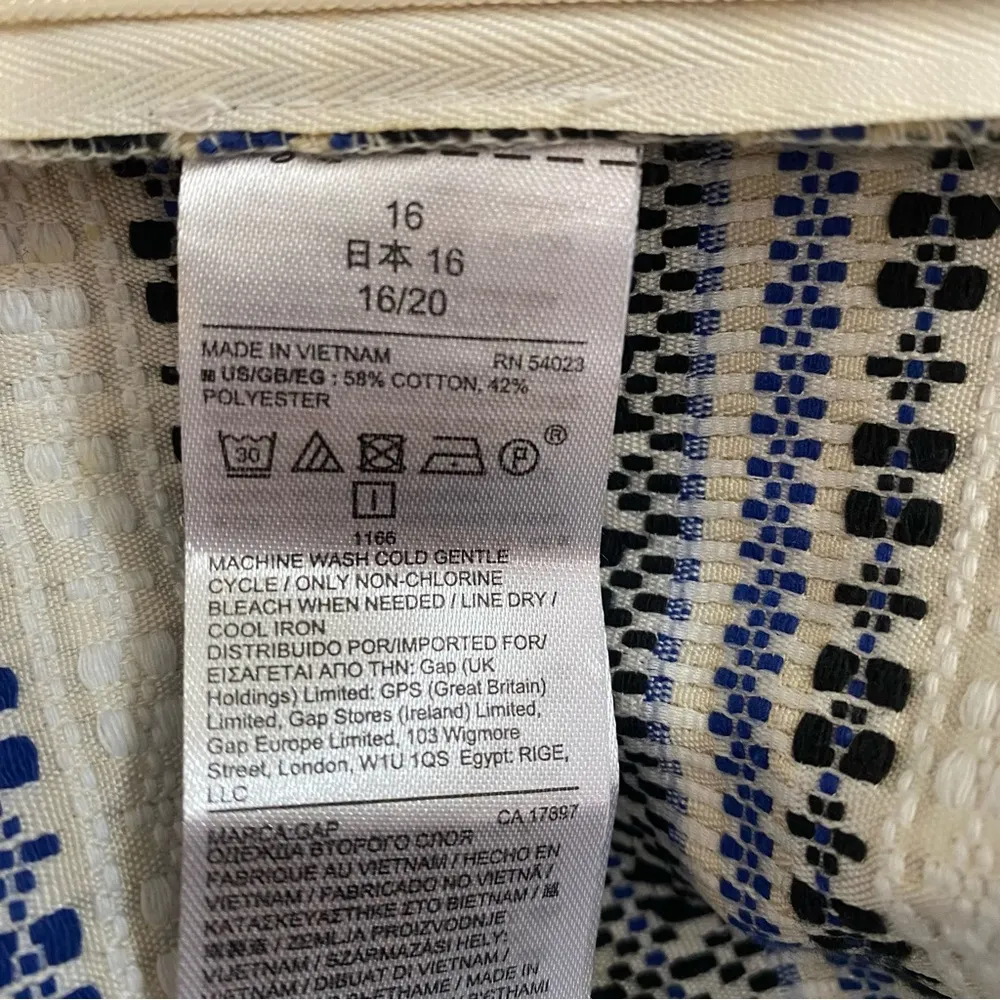 16
日本 16
16/20
MADE IN VIETNAM RN 54023
US/GB/EG : 58% COTTON, 42%
POLYESTER
30
P ®
1166
MACHINE WASH COLD GENTLE
CYCLE / ONLY NON-CHLORINE
BLEACH WHEN NEEDED / LINE DRY /
COOL IRON
DISTRIBUIDO POR/IMPORTED FOR/
ΕΙΣΑΓΕΤΑΙ ΑΠΟ ΤΗΝ: Gap (UK
Holdings) Limited: GPS (Great Britain)
Limited, Gap Stores (Ireland) Limited,
Gap Europe Limited, 103 Wigmore
Street, London, W1U 1QS Egypt: RIGE,
LLC
MARCA:GAP CA 17897
ОДЕЖДА ВТОРОГО СЛОЯ
FABRIQUE AU VIETNAM / HECHO EN
VIETNAM / FABRICADO NO VIETNÃ /
ΚΑΤΑΣΚΕΥΑΣΤΗΚΕ ΣΤΟ ΒΙΕΤΝΑΜ /
/ ZEMLJA PROIZVODNJE
VIJETNAM / SZÁRMAZÁSI HELY:
VIETNAM / DIBUAT DI VIETNAM /
MADE IN